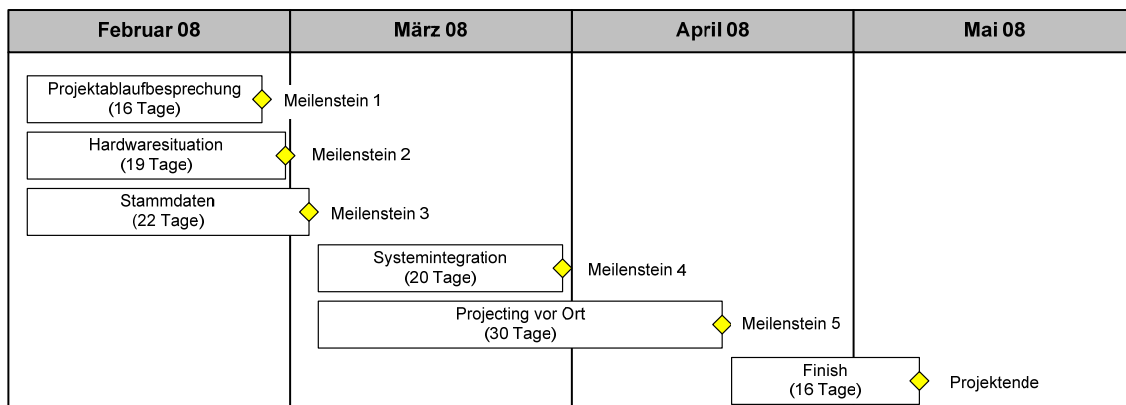 Februar 08
März 08
April 08
Mai 08
Projektablaufbesprechung
(16 Tage)
Meilenstein 1
Hardwaresituation
(19 Tage)
Meilenstein 2
Stammdaten
(22 Tage)
Meilenstein 3
Systemintegration
(20 Tage)
Meilenstein 4
Projecting vor Ort
(30 Tage)
Meilenstein 5
Finish
(16 Tage)
Projektende